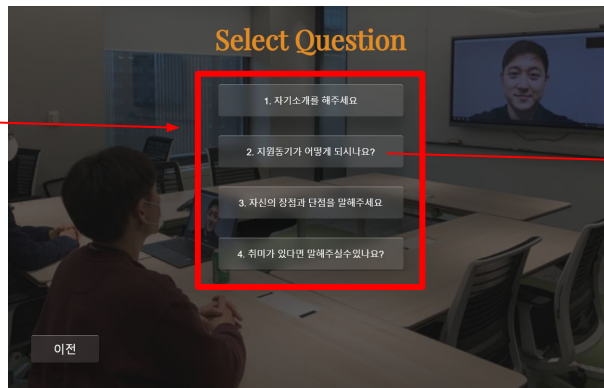 Select Question
1. 자기소개를 해주세요
2. 지원동기가 어떻게 되시나요?
3. 자신의 장점과 단점을 말해주세요
4. 취미가 있다면 말해주실수있나요?
이전